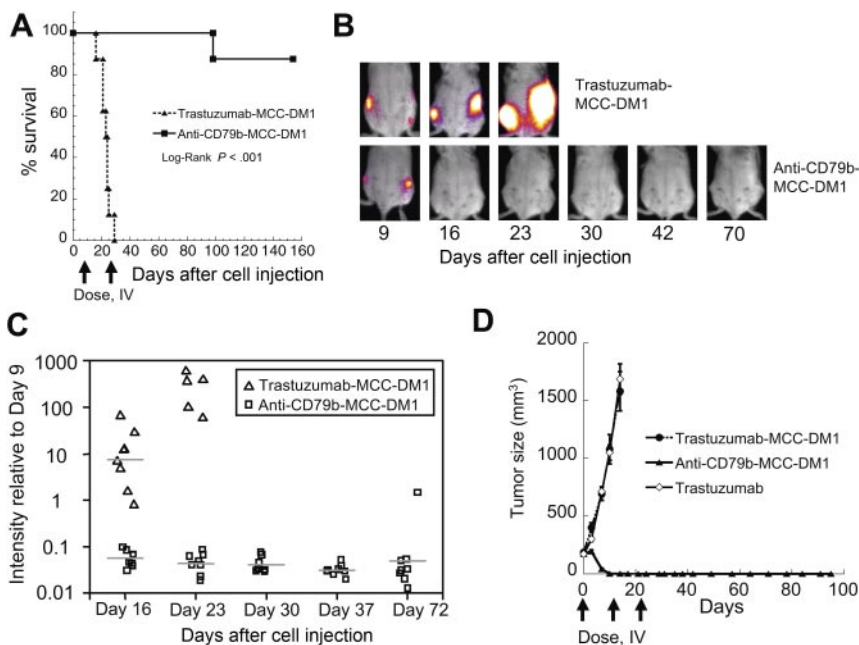 A
100
80
60
40
20
0
% survival
Trastuzumab-MCC-DM1
Anti-CD79b-MCC-DM1
Log-Rank P < .001
0 20 40 60 80 100 120 140 160
Days after cell injection
Dose, IV
B
Trastuzumab-
MCC-DM1
Anti-CD79b-
MCC-DM1
9 16 23 30 42 70
Days after cell injection
C
Intensity relative to Day 9
1000
100
10
1
0.1
0.01
Trastuzumab-MCC-DM1
Anti-CD79b-MCC-DM1
Day 16 Day 23 Day 30 Day 37 Day 72
Days after cell injection
D
Tumor size (mm3)
2000
1500
1000
500
0
Trastuzumab-MCC-DM1
Anti-CD79b-MCC-DM1
Trastuzumab
0 20 40 60 80 100
Days
Dose, IV